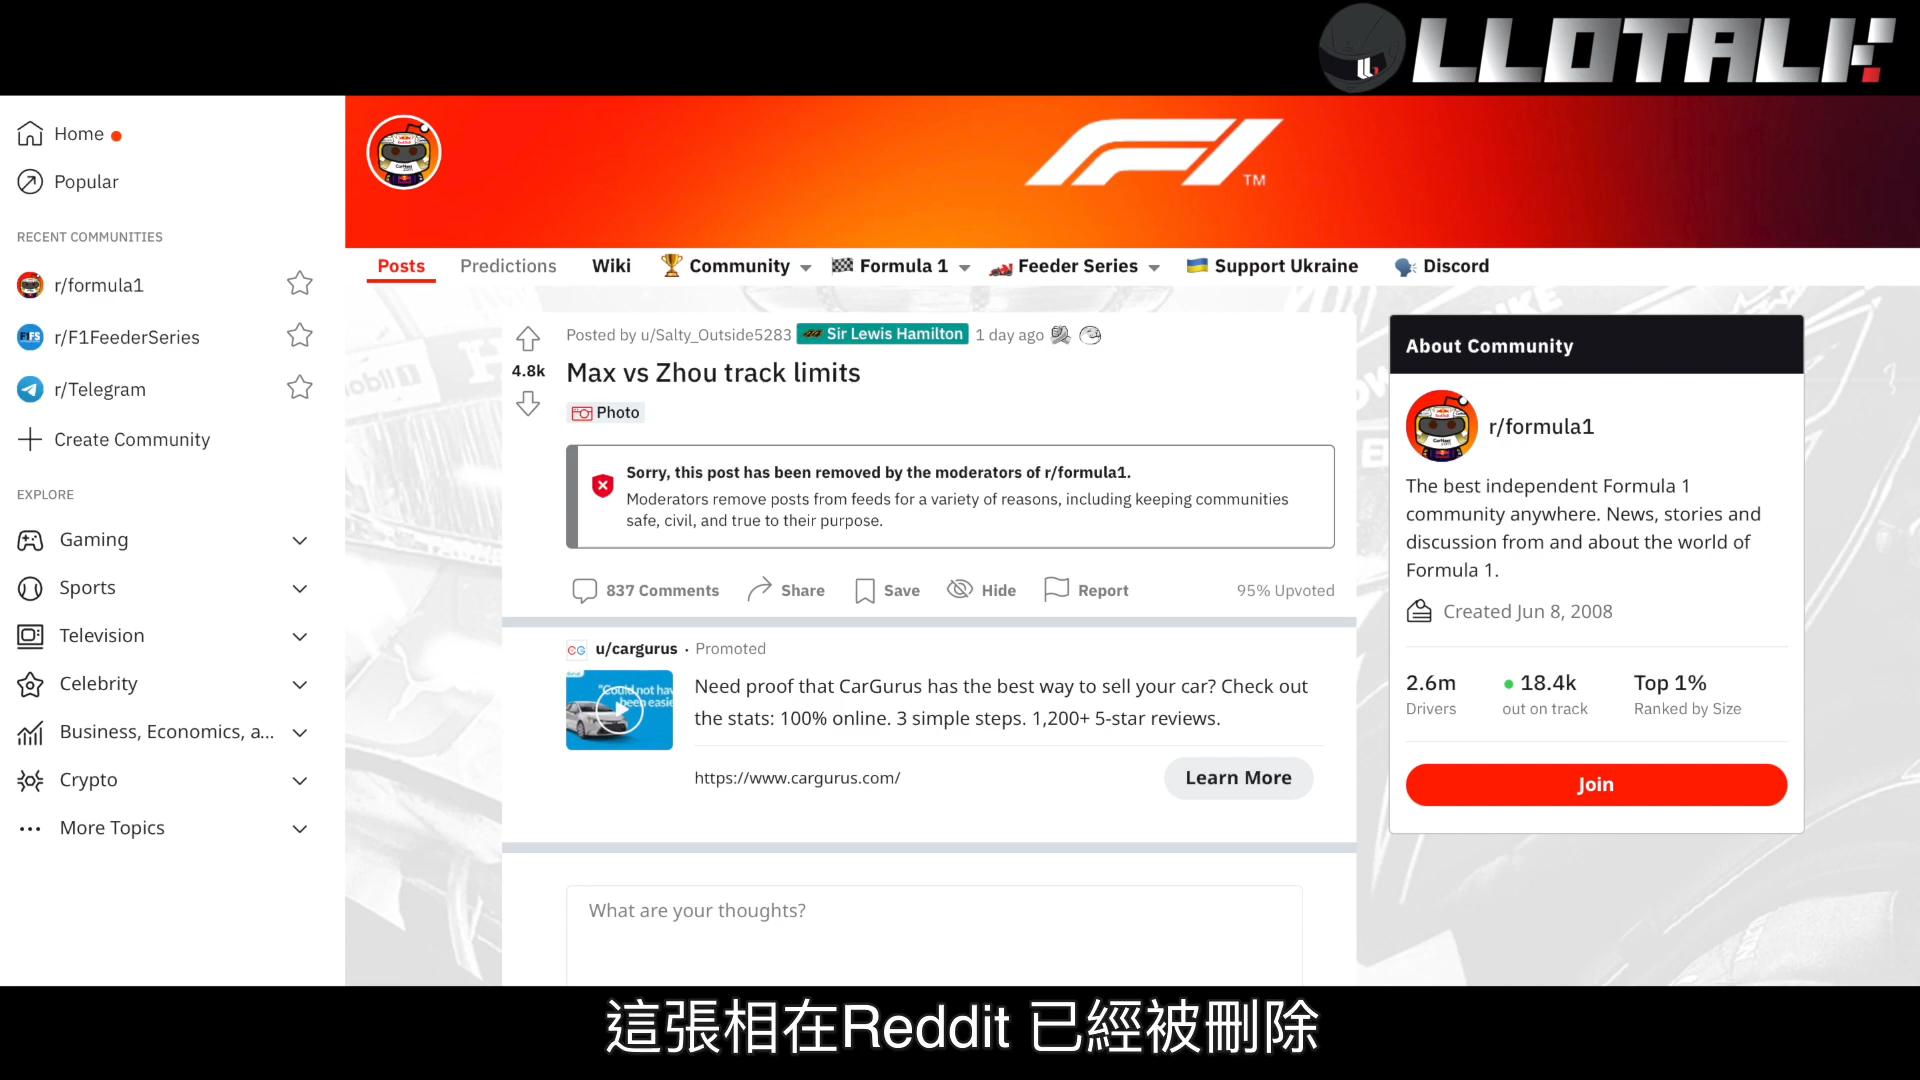 LLOTALK
Home
Popular
RECENT COMMUNITIES
r/formula1
r/F1FeederSeries
r/Telegram
Create Community
EXPLORE
Gaming
Sports
Television
Celebrity
Business, Economics, a...
Crypto
More Topics
F1 TM
Posts Predictions Wiki Community Formula 1 Feeder Series Support Ukraine Discord
Posted by u/Salty_Outside5283 Sir Lewis Hamilton 1 day ago
4.8k
Max vs Zhou track limits
Photo
Sorry, this post has been removed by the moderators of r/formula1.
Moderators remove posts from feeds for a variety of reasons, including keeping communities
safe, civil, and true to their purpose.
837 Comments Share Save Hide Report 95% Upvoted
CG u/cargurus · Promoted
"Could not hav
been easie
Need proof that CarGurus has the best way to sell your car? Check out
the stats: 100% online. 3 simple steps. 1,200+ 5-star reviews.
https://www.cargurus.com/
Learn More
What are your thoughts?
About Community
r/formula1
The best independent Formula 1
community anywhere. News, stories and
discussion from and about the world of
Formula 1.
Created Jun 8, 2008
2.6m 18.4k Top 1%
Drivers out on track Ranked by Size
Join
這張相在Reddit 已經被刪除